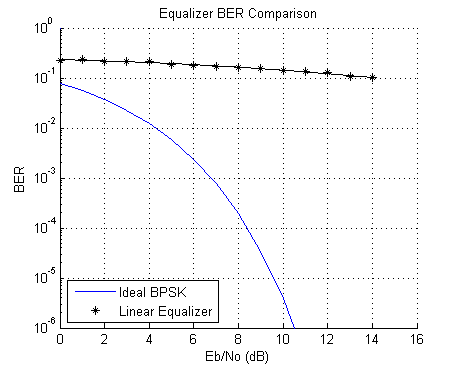 Equalizer BER Comparison
10^0
10^-1
10^-2
10^-3
10^-4
10^-5
10^-6
BER
Ideal BPSK
Linear Equalizer
0 2 4 6 8 10 12 14 16
Eb/No (dB)